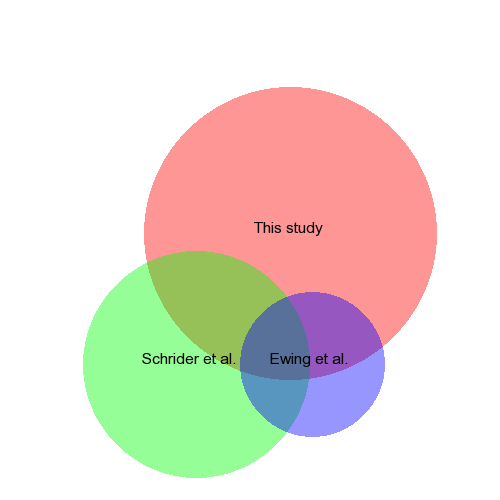 This study
Schrider et al.
Ewing et al.